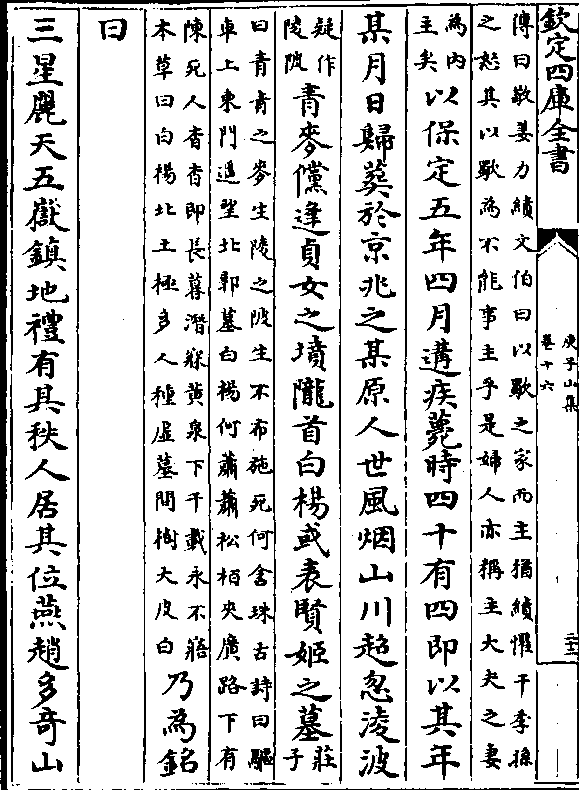 欽定四庫全書
庾子山集
卷十六
二十二
傳曰敬姜力績文伯曰以歜之家而主猶績懼干季孫
之怒其以歜為不能事主乎是婦人亦稱主大夫之妻
為内
主矣
以保定五年四月遘疾薨時四十有四即以其年
某月日歸葬於京兆之某原人世風烟山川超忽淩波
疑作
陵陂
青麥儻逢貞女之墳隴首白楊或表賢姬之墓
莊
子
曰青青之麥生陵之陂生不布施死何含珠古詩曰驅
車上東門遥望北郭墓白楊何蕭蕭松栢夾廣路下有
陳死人杳杳即長暮潛寐黄泉下千載永不寤
本草曰白楊北土極多人種墟墓間樹大皮白
乃為銘
曰
三星麗天五嶽鎮地禮有其秩人居其位燕趙多奇山